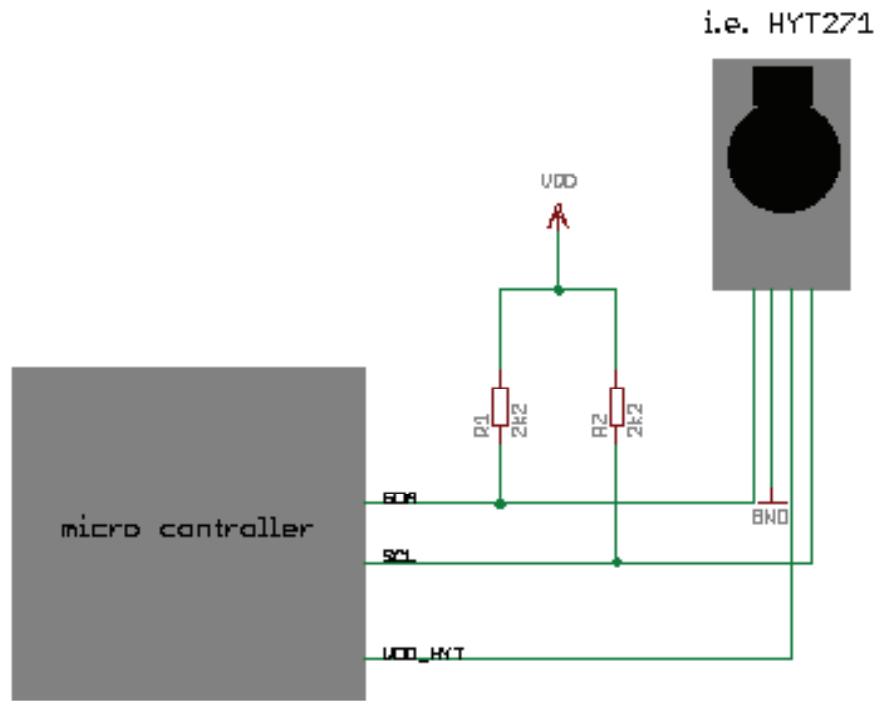 i.e. HYT271
VDD
R1
2k2
R2
2k2
SDA
GND
micro controller
SCL
VDD_HYT